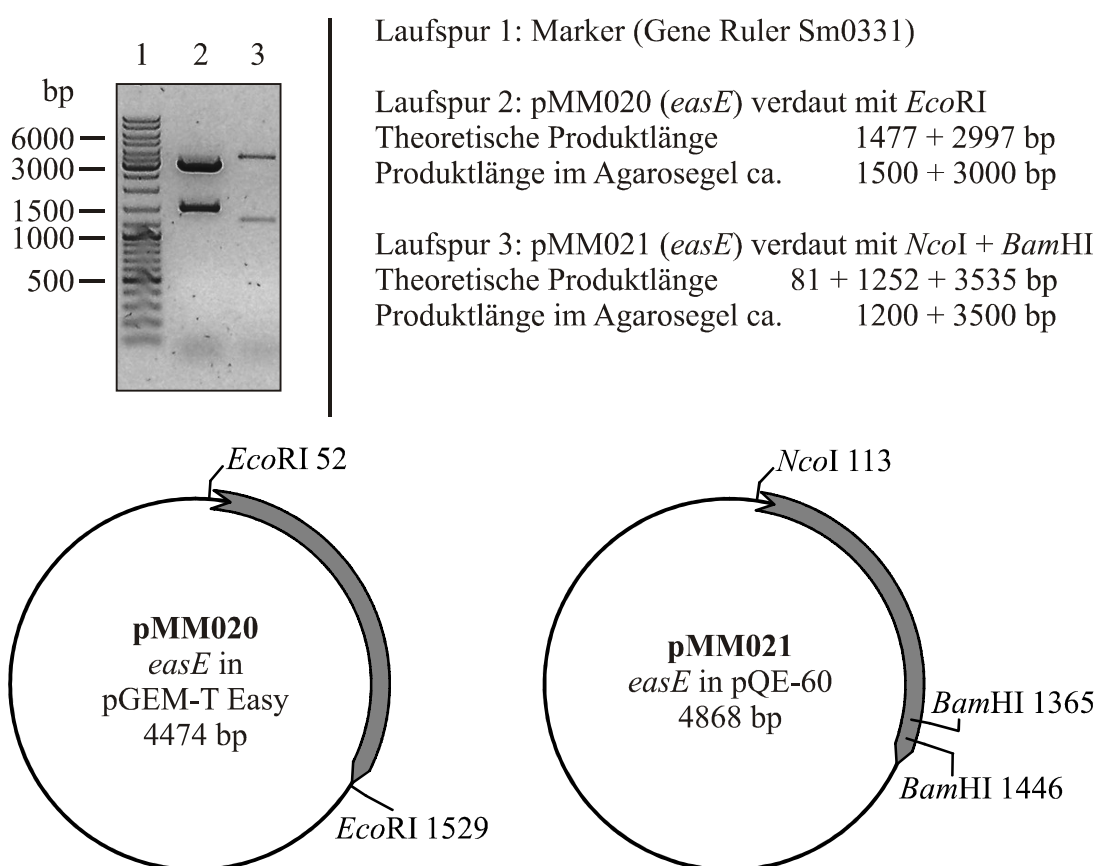 1 2 3
bp
6000
3000
1500
1000
500
Laufspur 1: Marker (Gene Ruler Sm0331)
Laufspur 2: pMM020 (easE) verdaut mit EcoRI
Theoretische Produktlänge 1477 + 2997 bp
Produktlänge im Agarosegel ca. 1500 + 3000 bp
Laufspur 3: pMM021 (easE) verdaut mit NcoI + BamHI
Theoretische Produktlänge 81 + 1252 + 3535 bp
Produktlänge im Agarosegel ca. 1200 + 3500 bp
EcoRI 52
pMM020
easE in
pGEM-T Easy
4474 bp
EcoRI 1529
NcoI 113
pMM021
easE in pQE-60
4868 bp
BamHI 1365
BamHI 1446